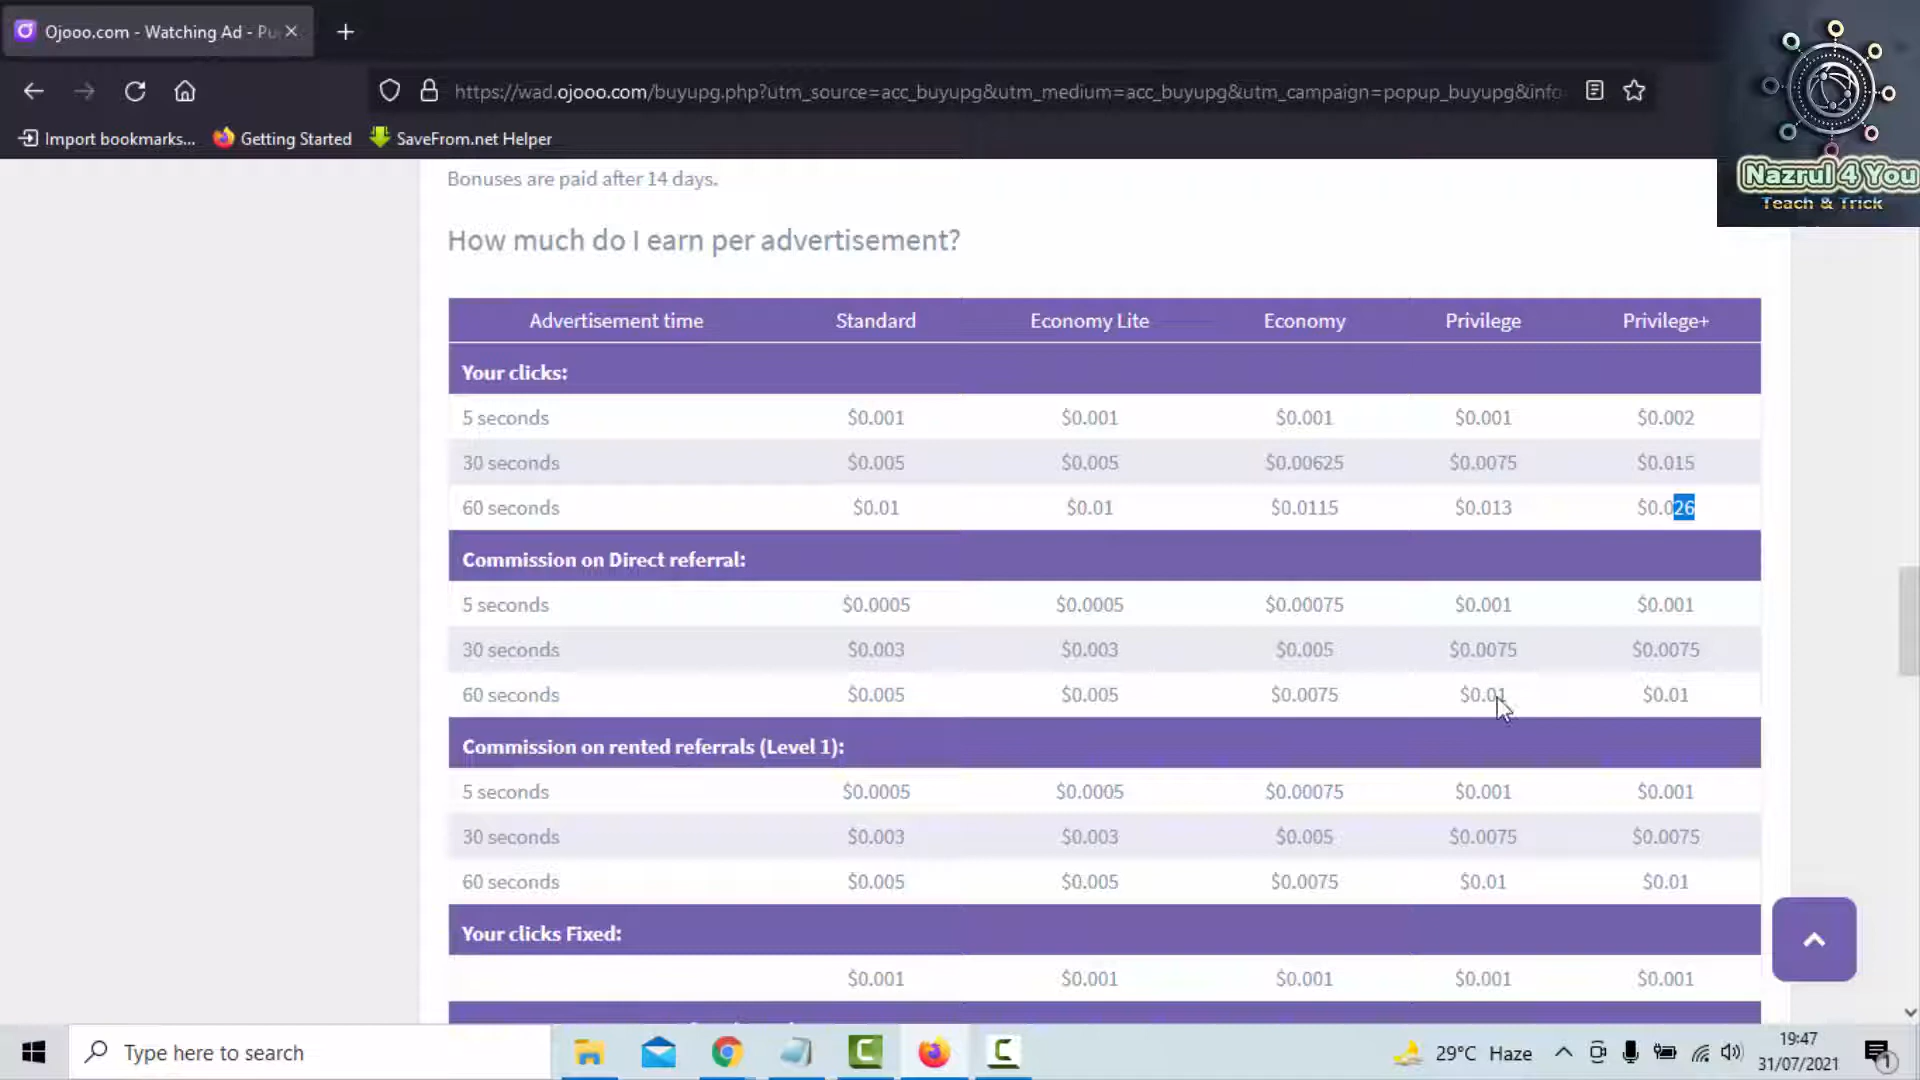 Ojooo.com - Watching Ad - Pu
https://wad.ojooo.com/buyupg.php?utm_source=acc_buyupg&utm_medium=acc_buyupg&utm_campaign=popup_buyupg&info
Import bookmarks... Getting Started SaveFrom.net Helper
Nazrul 4 You
Teach & Trick
Bonuses are paid after 14 days.
How much do I earn per advertisement?
Advertisement time Standard Economy Lite Economy Privilege Privilege+
Your clicks:
5 seconds $0.001 $0.001 $0.001 $0.001 $0.002
30 seconds $0.005 $0.005 $0.00625 $0.0075 $0.015
60 seconds $0.01 $0.01 $0.0115 $0.013 $0.026
Commission on Direct referral:
5 seconds $0.0005 $0.0005 $0.00075 $0.001 $0.001
30 seconds $0.003 $0.003 $0.005 $0.0075 $0.0075
60 seconds $0.005 $0.005 $0.0075 $0.01 $0.01
Commission on rented referrals (Level 1):
5 seconds $0.0005 $0.0005 $0.00075 $0.001 $0.001
30 seconds $0.003 $0.003 $0.005 $0.0075 $0.0075
60 seconds $0.005 $0.005 $0.0075 $0.01 $0.01
Your clicks Fixed:
$0.001 $0.001 $0.001 $0.001 $0.001
Type here to search
29°C Haze
19:47
31/07/2021
1